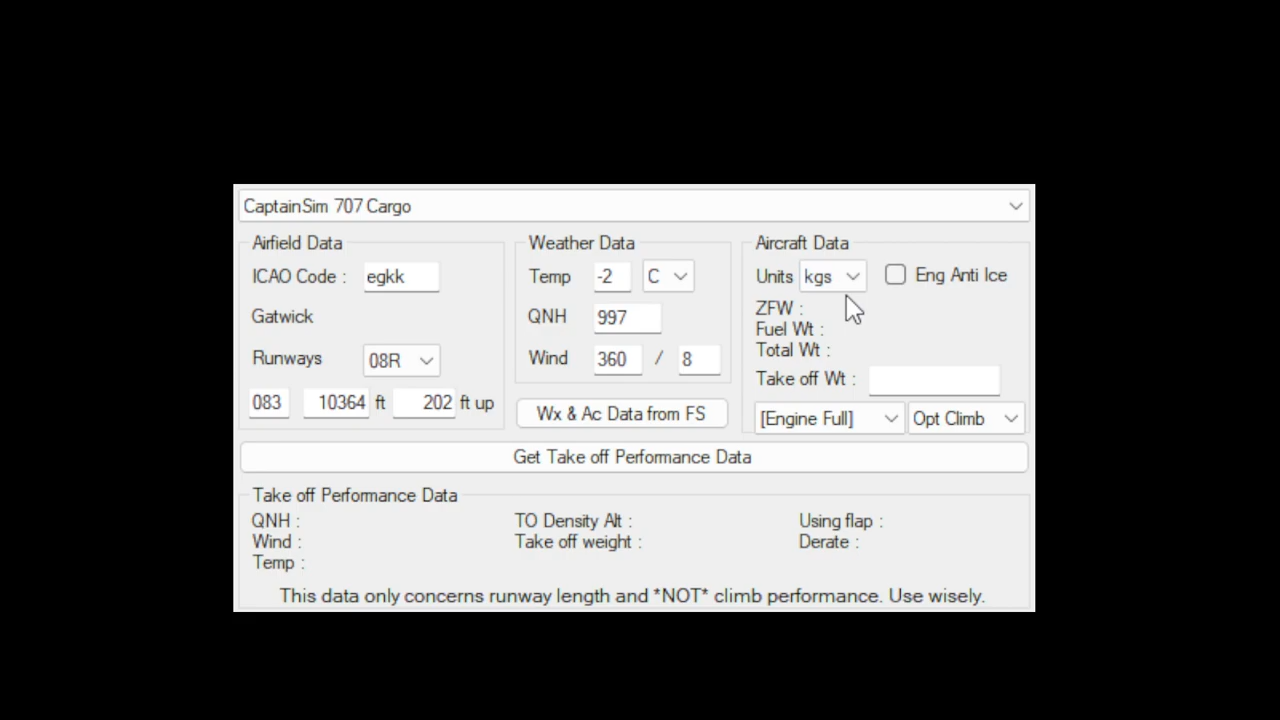 CaptainSim 707 Cargo
Airfield Data
ICAO Code : egkk
Gatwick
Runways 08R
083 10364 ft 202 ft up
Weather Data
Temp -2 C
QNH 997
Wind 360 / 8
Wx & Ac Data from FS
Aircraft Data
Units kgs Eng Anti Ice
ZFW :
Fuel Wt :
Total Wt :
Take off Wt :
[Engine Full] Opt Climb
Get Take off Performance Data
Take off Performance Data
QNH : TO Density Alt : Using flap :
Wind : Take off weight : Derate :
Temp :
This data only concerns runway length and *NOT* climb performance. Use wisely.